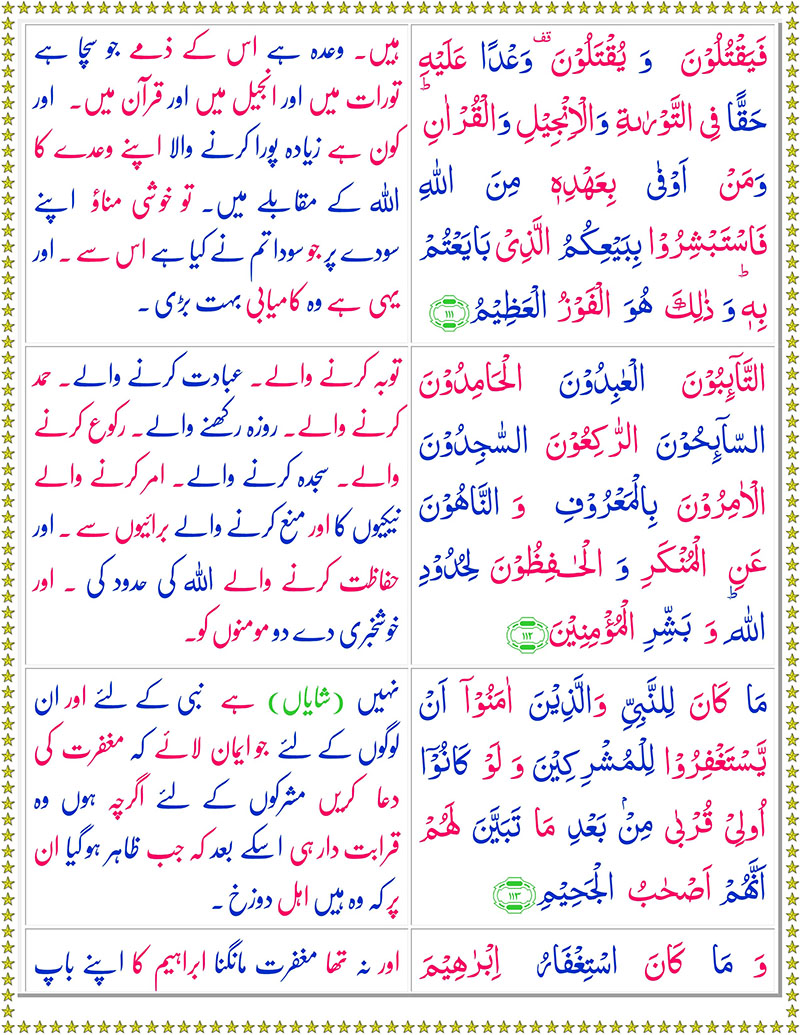 فَيَقْتُلُوْنَ وَ يُقْتَلُوْنَ قف وَعْدًا عَلَيْهِ
حَقًّا فِي التَّوْرٰىةِ وَالْاِنْجِيْلِ وَالْقُرْاٰنِ ؕ
وَمَنْ اَوْفٰى بِعَهْدِهٖ مِنَ اللّٰهِ
فَاسْتَبْشِرُوْا بِبَيْعِكُمُ الَّذِيْ بَايَعْتُمْ
بِهٖ ؕ وَ ذٰلِكَ هُوَ الْفَوْزُ الْعَظِيْمُ ۱۱۱
ہیں۔ وعدہ ہے اس کے ذمے جو سچا ہے
تورات میں اور انجیل میں اور قرآن میں۔ اور
کون ہے زیادہ پورا کرنے والا اپنے وعدے کا
اللہ کے مقابلے میں۔ تو خوشی مناؤ اپنے
سودے پر جو سودا تم نے کیا ہے اس سے۔ اور
یہی ہے وہ کامیابی بہت بڑی۔
اَلتَّآىِٕبُوْنَ الْعٰبِدُوْنَ الْحَامِدُوْنَ
السَّآىِٕحُوْنَ الرّٰكِعُوْنَ السّٰجِدُوْنَ
الْاٰمِرُوْنَ بِالْمَعْرُوْفِ وَ النَّاهُوْنَ
عَنِ الْمُنْكَرِ وَ الْحٰفِظُوْنَ لِحُدُوْدِ
اللّٰهِ ؕ وَ بَشِّرِ الْمُؤْمِنِيْنَ ۱۱۲
توبہ کرنے والے۔ عبادت کرنے والے۔ حمد
کرنے والے۔ روزہ رکھنے والے۔ رکوع کرنے
والے۔ سجدہ کرنے والے۔ امر کرنے والے
نیکیوں کا اور منع کرنے والے برائیوں سے۔ اور
حفاظت کرنے والے اللہ کی حدود کی۔ اور
خوشخبری دے دو مومنوں کو۔
مَا كَانَ لِلنَّبِيِّ وَالَّذِيْنَ اٰمَنُوْۤا اَنْ
يَّسْتَغْفِرُوْا لِلْمُشْرِكِيْنَ وَ لَوْ كَانُوْۤا
اُولِيْ قُرْبٰى مِنْۢ بَعْدِ مَا تَبَيَّنَ لَهُمْ
اَنَّهُمْ اَصْحٰبُ الْجَحِيْمِ ۱۱۳
نہیں (شایاں) ہے نبی کے لئے اور ان
لوگوں کے لئے جو ایمان لائے کہ مغفرت کی
دعا کریں مشرکوں کے لئے اگرچہ ہوں وہ
قرابت دار ہی اسکے بعد کہ جب ظاہر ہوگیا ان
پر کہ وہ ہیں اہل دوزخ۔
وَ مَا كَانَ اسْتِغْفَارُ اِبْرٰهِيْمَ
اور نہ تھا مغفرت مانگنا ابراہیم کا اپنے باپ